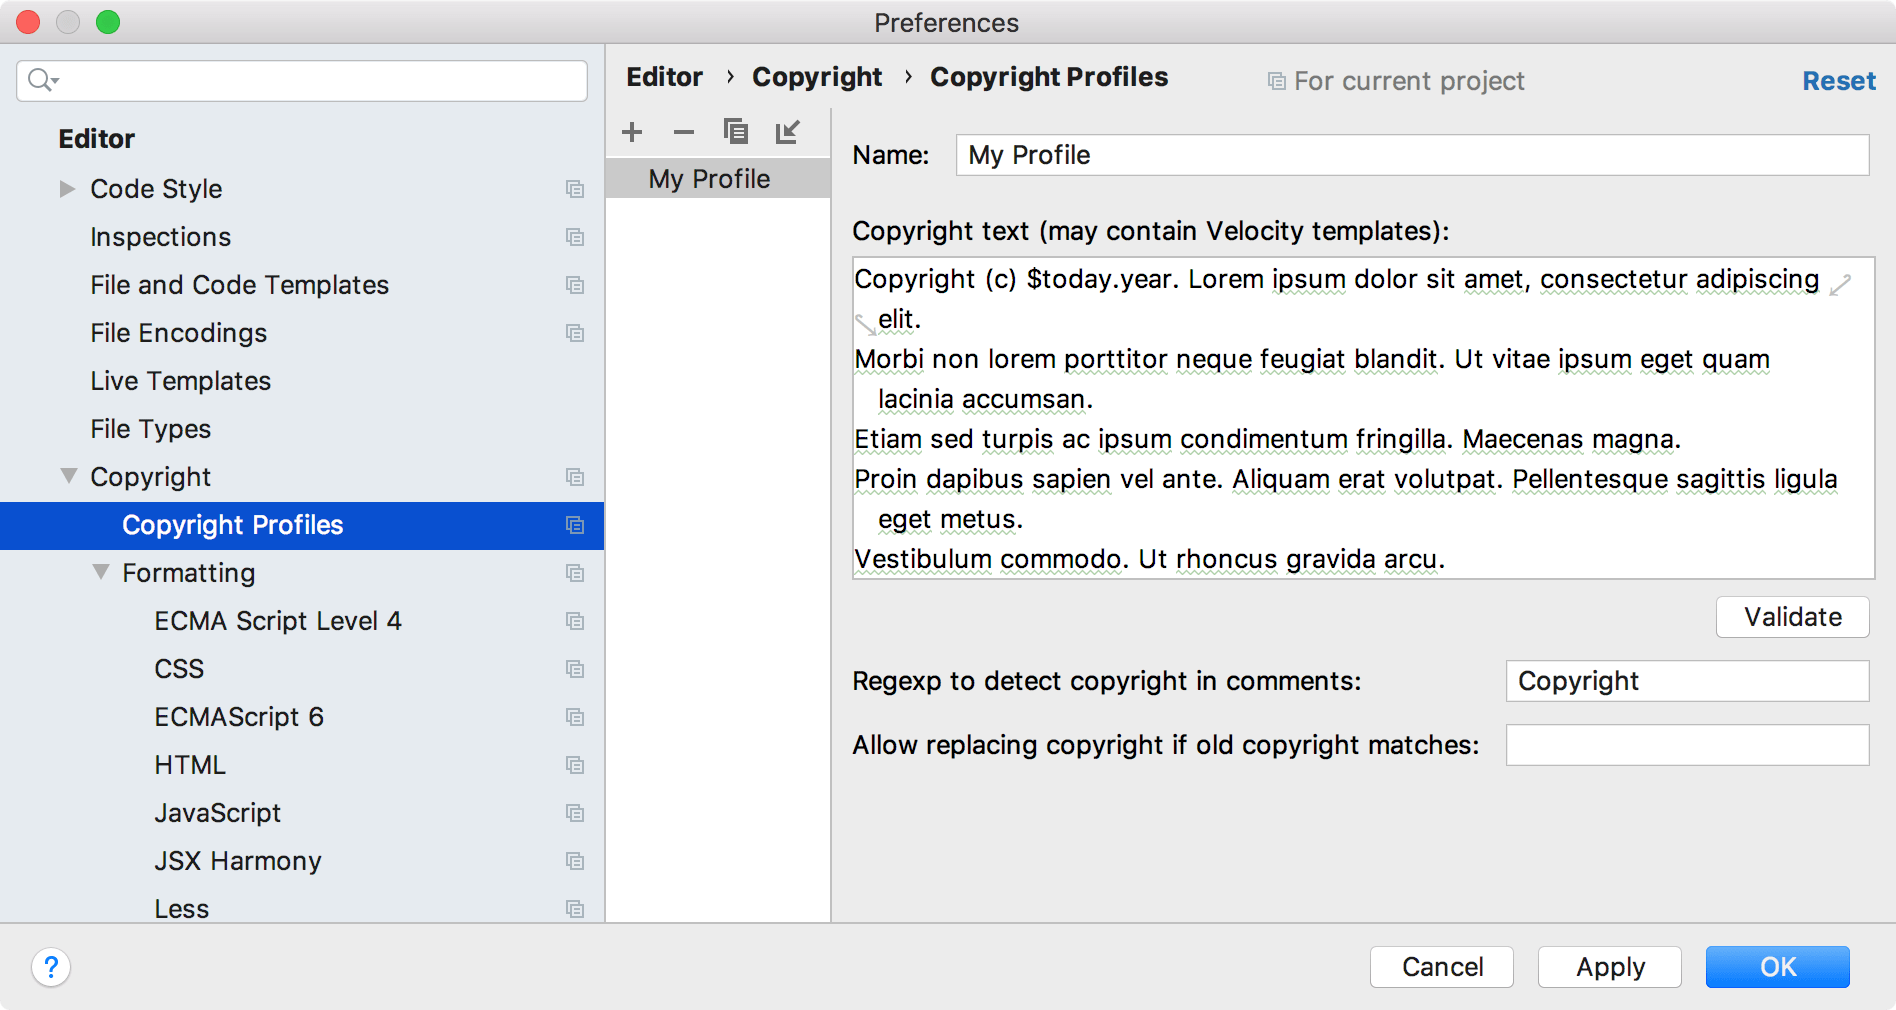 Preferences
Editor
Code Style
Inspections
File and Code Templates
File Encodings
Live Templates
File Types
Copyright
Copyright Profiles
Formatting
ECMA Script Level 4
CSS
ECMAScript 6
HTML
JavaScript
JSX Harmony
Less
Editor › Copyright › Copyright Profiles
For current project
Reset
My Profile
Name: My Profile
Copyright text (may contain Velocity templates):
Copyright (c) $today.year. Lorem ipsum dolor sit amet, consectetur adipiscing
elit.
Morbi non lorem porttitor neque feugiat blandit. Ut vitae ipsum eget quam
lacinia accumsan.
Etiam sed turpis ac ipsum condimentum fringilla. Maecenas magna.
Proin dapibus sapien vel ante. Aliquam erat volutpat. Pellentesque sagittis ligula
eget metus.
Vestibulum commodo. Ut rhoncus gravida arcu.
Validate
Regexp to detect copyright in comments: Copyright
Allow replacing copyright if old copyright matches:
?
Cancel
Apply
OK